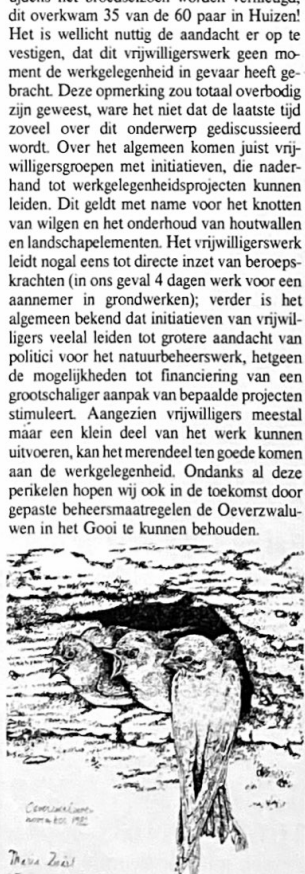 dit overkwam 35 van de 60 paar in Huizen!
Het is wellicht nuttig de aandacht er op te
vestigen, dat dit vrijwilligerswerk geen mo-
ment de werkgelegenheid in gevaar heeft ge-
bracht. Deze opmerking zou totaal overbodig
zijn geweest, ware het niet dat de laatste tijd
zoveel over dit onderwerp gediscussieerd
wordt. Over het algemeen komen juist vrij-
willigersgroepen met initiatieven, die nader-
hand tot werkgelegenheidsprojecten kunnen
leiden. Dit geldt met name voor het knotten
van wilgen en het onderhoud van houtwallen
en landschapelementen. Het vrijwilligerswerk
leidt nogal eens tot directe inzet van beroeps-
krachten (in ons geval 4 dagen werk voor een
aannemer in grondwerken); verder is het
algemeen bekend dat initiatieven van vrijwil-
ligers veelal leiden tot grotere aandacht van
politici voor het natuurbeheerswerk, hetgeen
de mogelijkheden tot financiering van een
grootschaliger aanpak van bepaalde projecten
stimuleert. Aangezien vrijwilligers meestal
maar een klein deel van het werk kunnen
uitvoeren, kan het merendeel ten goede komen
aan de werkgelegenheid. Ondanks al deze
perikelen hopen wij ook in de toekomst door
gepaste beheersmaatregelen de Oeverzwalu-
wen in het Gooi te kunnen behouden.